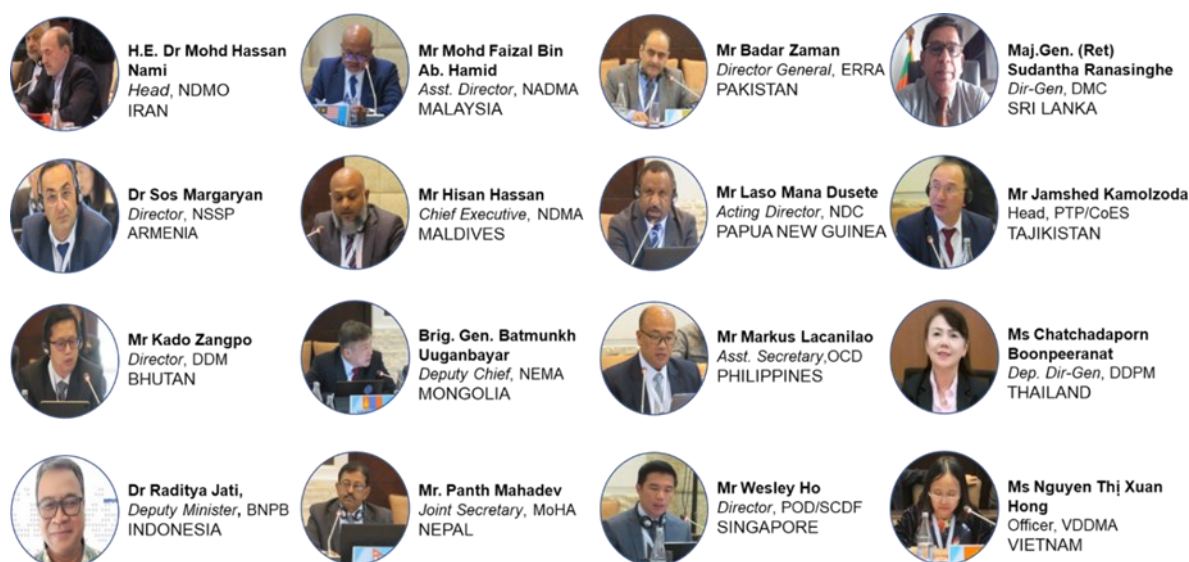 H.E. Dr Mohd Hassan
Nami
Head, NDMO
IRAN
Mr Mohd Faizal Bin
Ab. Hamid
Asst. Director, NADMA
MALAYSIA
Mr Badar Zaman
Director General, ERRA
PAKISTAN
Maj.Gen. (Ret)
Sudantha Ranasinghe
Dir-Gen, DMC
SRI LANKA
Dr Sos Margaryan
Director, NSSP
ARMENIA
Mr Hisan Hassan
Chief Executive, NDMA
MALDIVES
Mr Laso Mana Dusete
Acting Director, NDC
PAPUA NEW GUINEA
Mr Jamshed Kamolzoda
Head, PTP/CoES
TAJIKISTAN
Mr Kado Zangpo
Director, DDM
BHUTAN
Brig. Gen. Batmunkh
Uuganbayar
Deputy Chief, NEMA
MONGOLIA
Mr Markus Lacanilao
Asst. Secretary,OCD
PHILIPPINES
Ms Chatchadaporn
Boonpeeranat
Dep. Dir-Gen, DDPM
THAILAND
Dr Raditya Jati,
Deputy Minister, BNPB
INDONESIA
Mr. Panth Mahadev
Joint Secretary, MoHA
NEPAL
Mr Wesley Ho
Director, POD/SCDF
SINGAPORE
Ms Nguyen Thị Xuan
Hong
Officer, VDDMA
VIETNAM